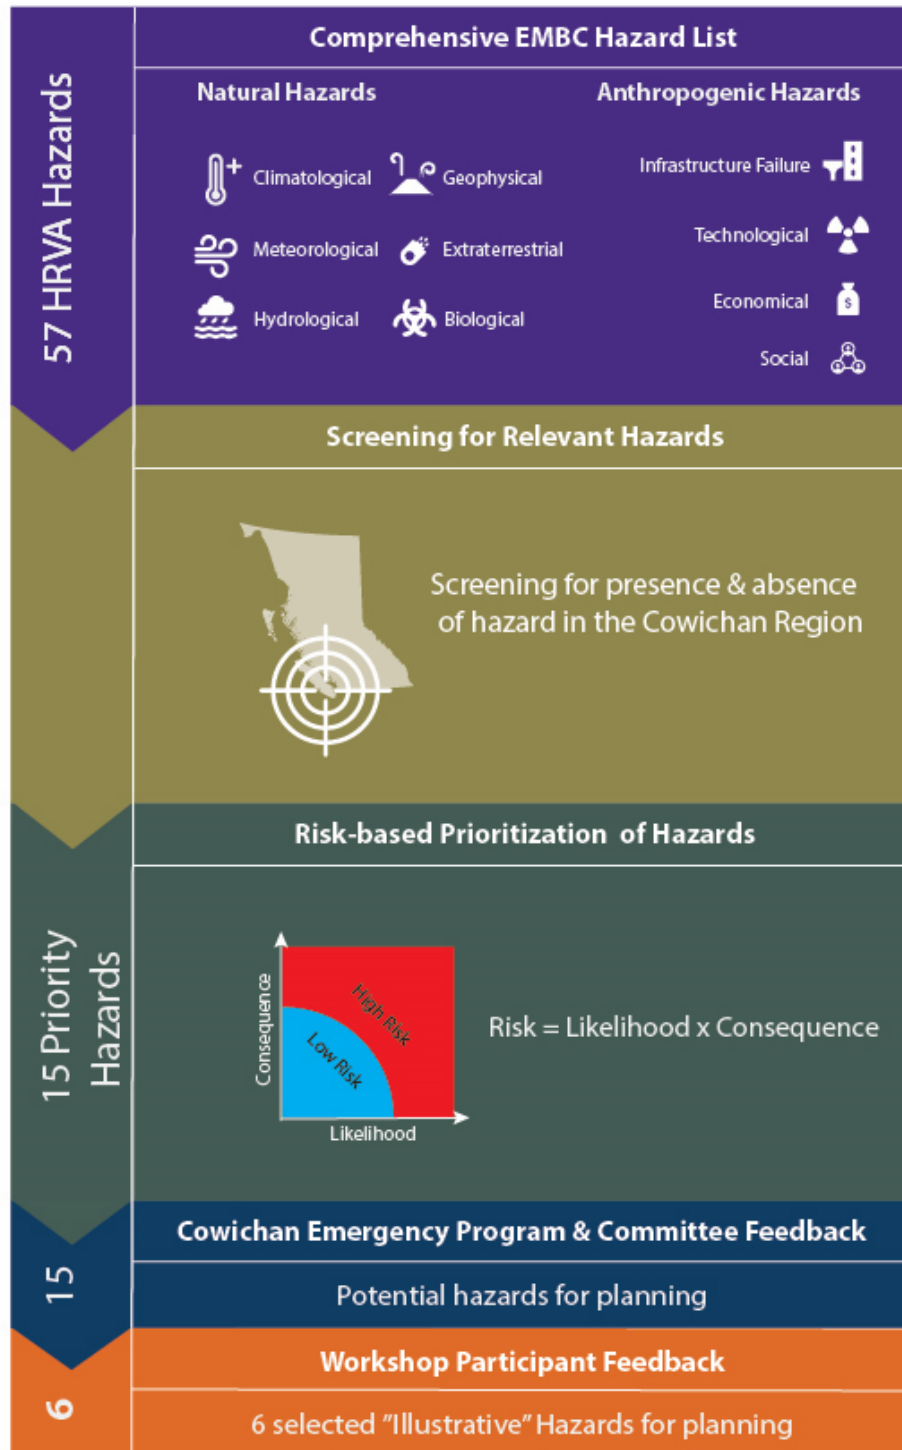 57 HRVA Hazards
Comprehensive EMBC Hazard List
Natural Hazards
Anthropogenic Hazards
Climatological
Geophysical
Meteorological
Extraterrestrial
Hydrological
Biological
Infrastructure Failure
Technological
Economical
$
Social
Screening for Relevant Hazards
Screening for presence & absence
of hazard in the Cowichan Region
15 Priority
Hazards
Risk-based Prioritization of Hazards
Consequence
High Risk
Low Risk
Likelihood
Risk = Likelihood x Consequence
15
Cowichan Emergency Program & Committee Feedback
Potential hazards for planning
6
Workshop Participant Feedback
6 selected "Illustrative" Hazards for planning